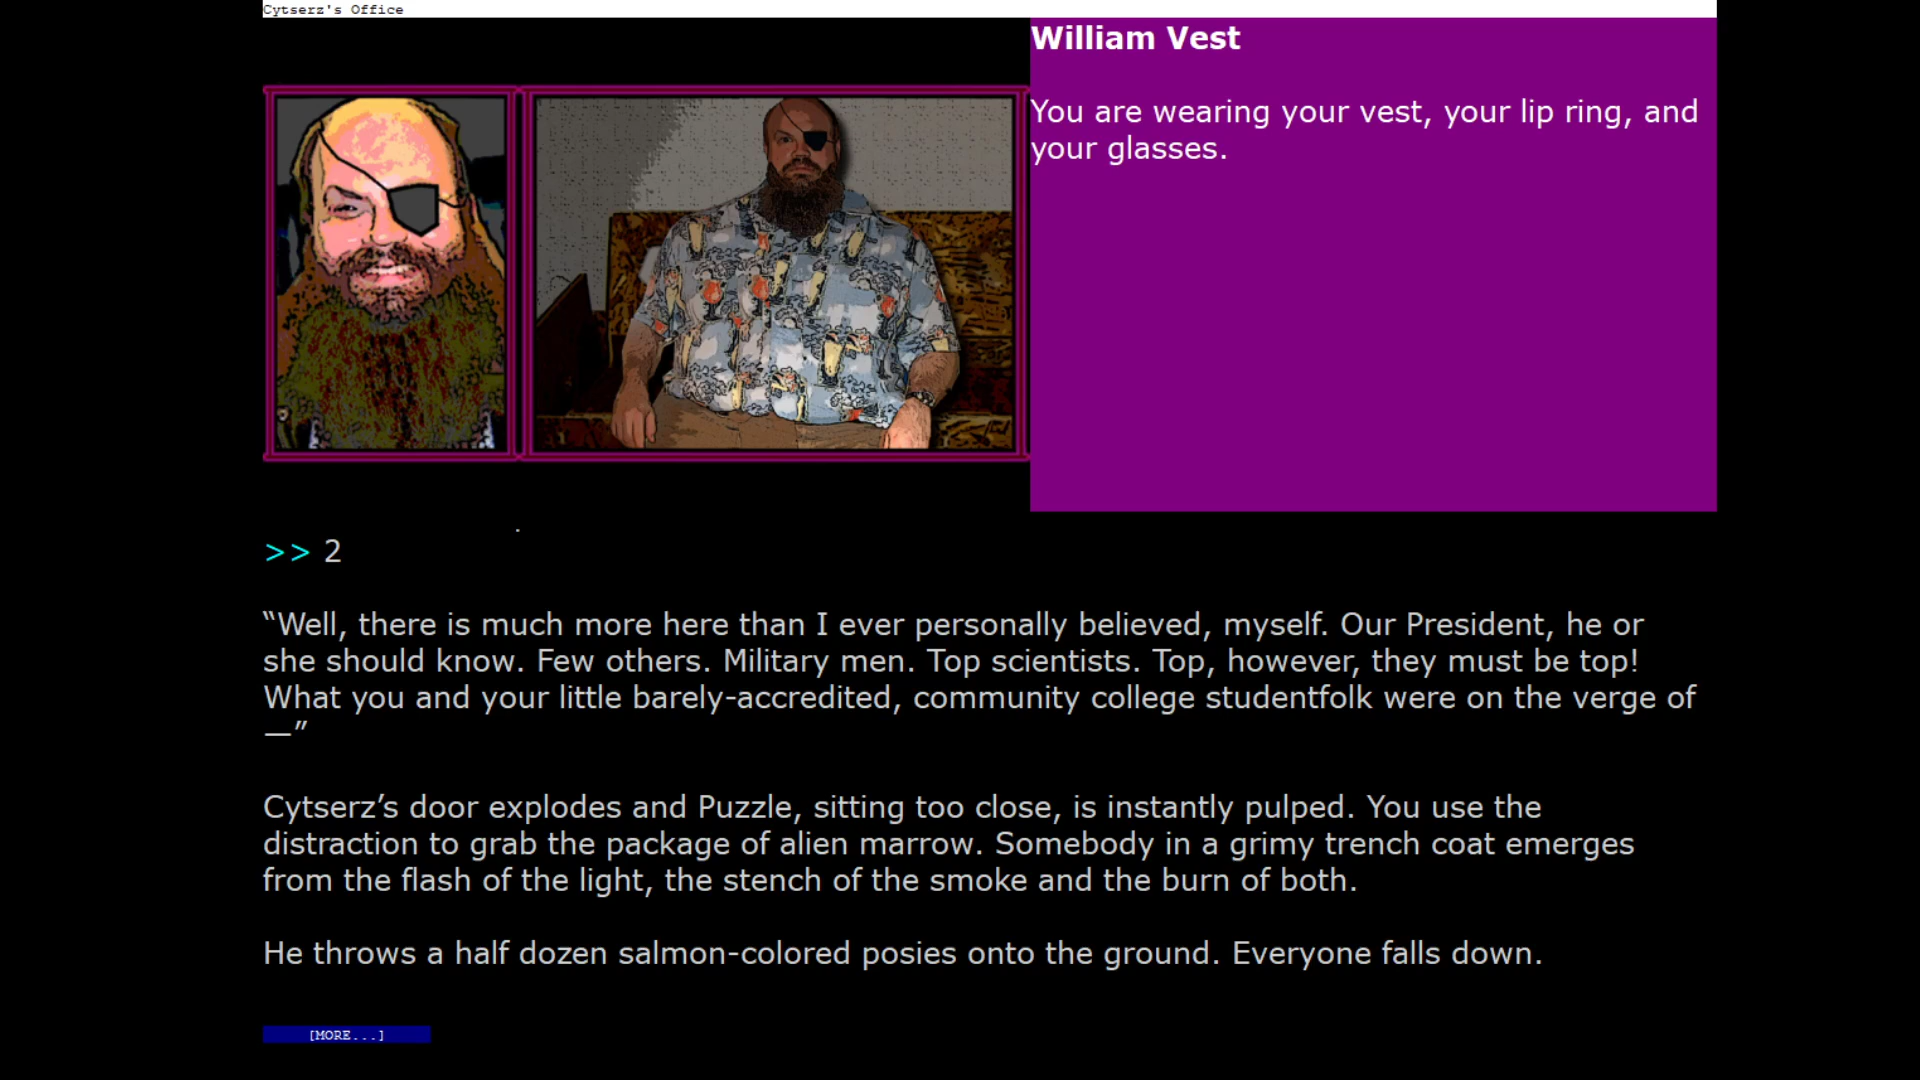 Cytserz's Office
William Vest
You are wearing your vest, your lip ring, and
your glasses.
>> 2
“Well, there is much more here than I ever personally believed, myself. Our President, he or
she should know. Few others. Military men. Top scientists. Top, however, they must be top!
What you and your little barely-accredited, community college studentfolk were on the verge of
—”
Cytserz’s door explodes and Puzzle, sitting too close, is instantly pulped. You use the
distraction to grab the package of alien marrow. Somebody in a grimy trench coat emerges
from the flash of the light, the stench of the smoke and the burn of both.
He throws a half dozen salmon-colored posies onto the ground. Everyone falls down.
[MORE...]